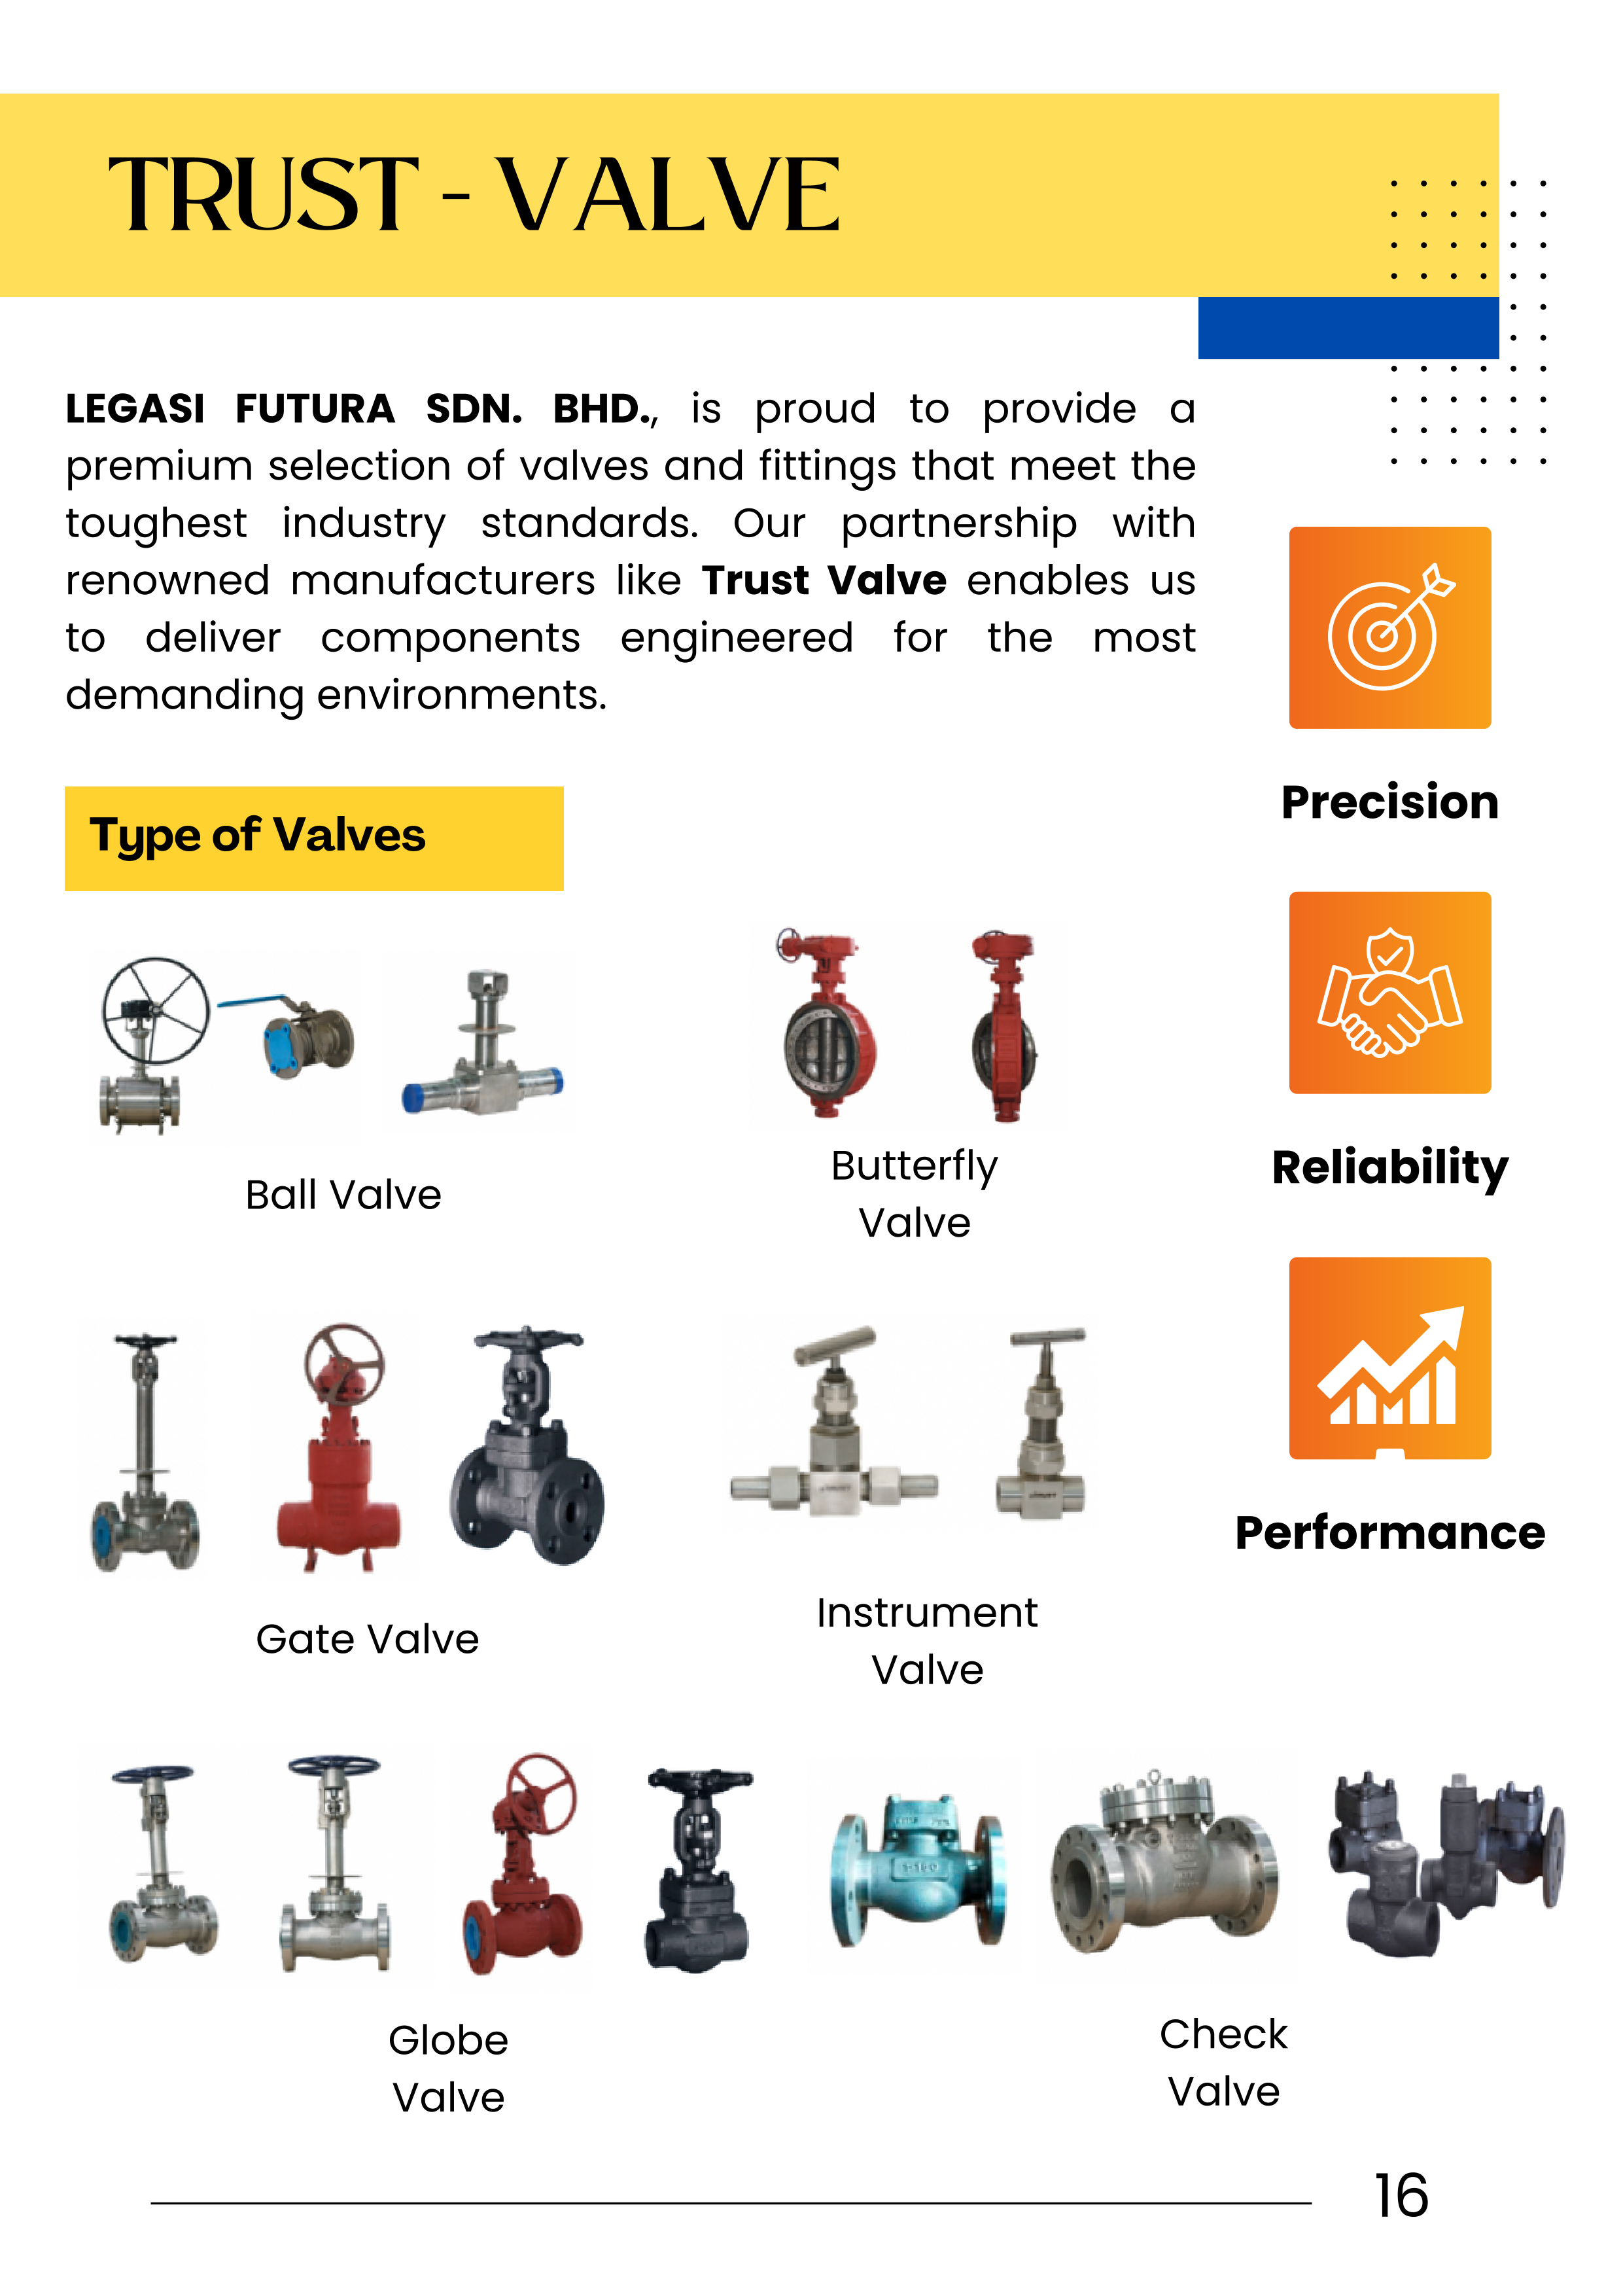 TRUST - VALVE
LEGASI FUTURA SDN. BHD., is proud to provide a
premium selection of valves and fittings that meet the
toughest industry standards. Our partnership with
renowned manufacturers like Trust Valve enables us
to deliver components engineered for the most
demanding environments.
Precision
Type of Valves
Reliability
Ball Valve
Butterfly
Valve
Performance
Gate Valve
Instrument
Valve
Globe
Valve
Check
Valve
16